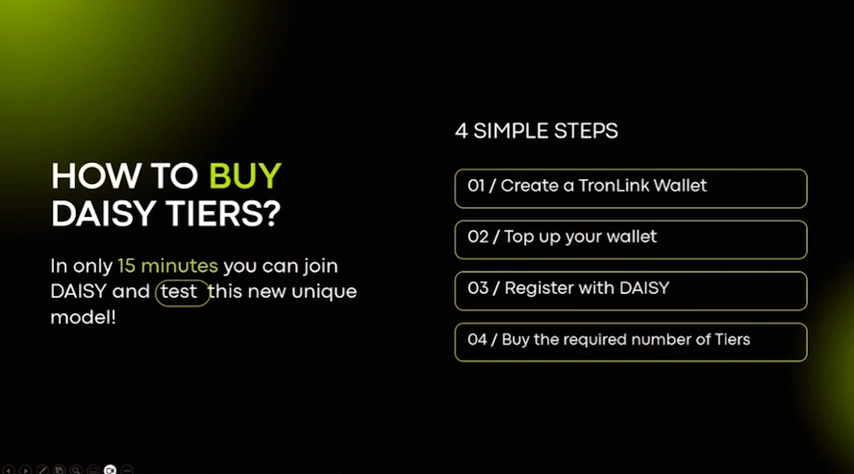 HOW TO BUY
DAISY TIERS?
In only 15 minutes you can join
DAISY and test this new unique
model!
4 SIMPLE STEPS
01 / Create a TronLink Wallet
02 / Top up your wallet
03 / Register with DAISY
04 / Buy the required number of Tiers